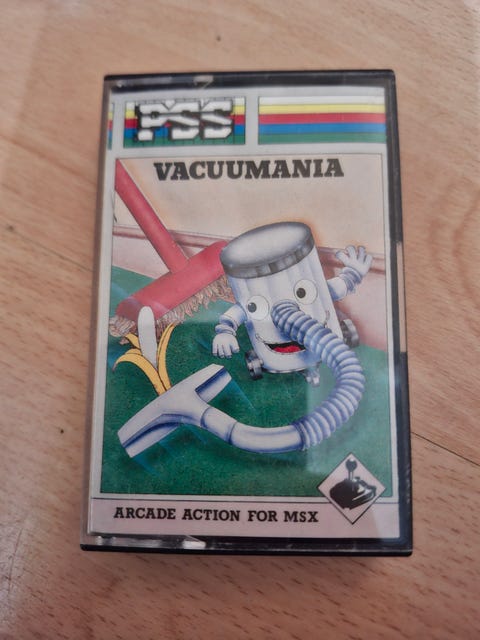 PSS
VACUUMANIA
ARCADE ACTION FOR MSX